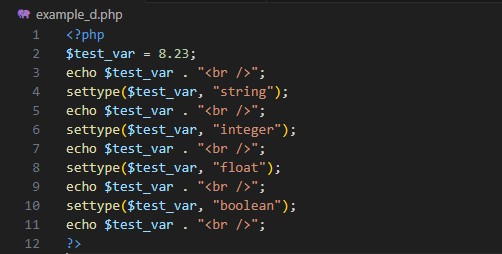 example_d.php
1 <?php
2 $test_var = 8.23;
3 echo $test_var . "<br />";
4 settype($test_var, "string");
5 echo $test_var . "<br />";
6 settype($test_var, "integer");
7 echo $test_var . "<br />";
8 settype($test_var, "float");
9 echo $test_var . "<br />";
10 settype($test_var, "boolean");
11 echo $test_var . "<br />";
12 ?>